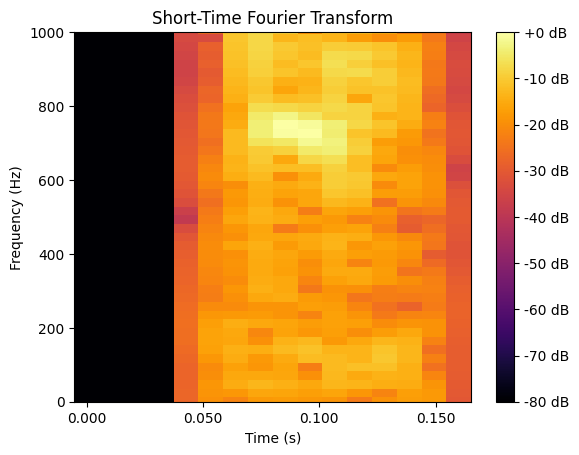 Short-Time Fourier Transform
1000
800
600
400
200
0
Frequency (Hz)
0.000
0.050
0.100
0.150
Time (s)
+0 dB
-10 dB
-20 dB
-30 dB
-40 dB
-50 dB
-60 dB
-70 dB
-80 dB